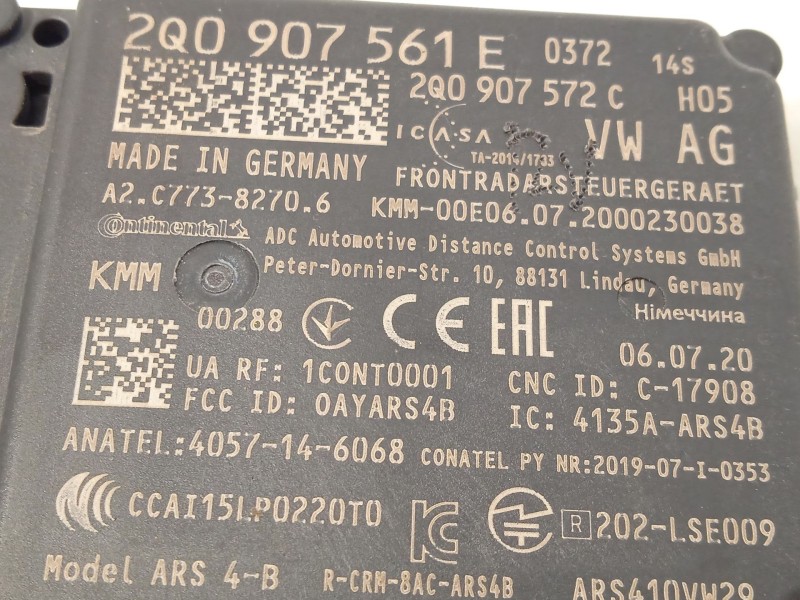 2Q0 907 561 E 0372 14S
2Q0 907 572 C H05
ICASA VW AG
TA-2014/1733
MADE IN GERMANY FRONTRADARSTEUERGERAET
A2.C773-8270.6 KMM-00E06.07.2000230038
Continental ADC Automotive Distance Control Systems GmbH
KMM Peter-Dornier-Str. 10, 88131 Lindau, Germany
Німеччина
00288 CE EAC 06.07.20
UA RF: 1CONT0001 CNC ID: C-17908
FCC ID: OAYARS4B IC: 4135A-ARS4B
ANATEL:4057-14-6068 CONATEL PY NR:2019-07-I-0353
CCC CCAI15LP0220T0 KC R 202-LSE009
Model ARS 4-B R-CRM-8AC-ARS4B ARS410VW29